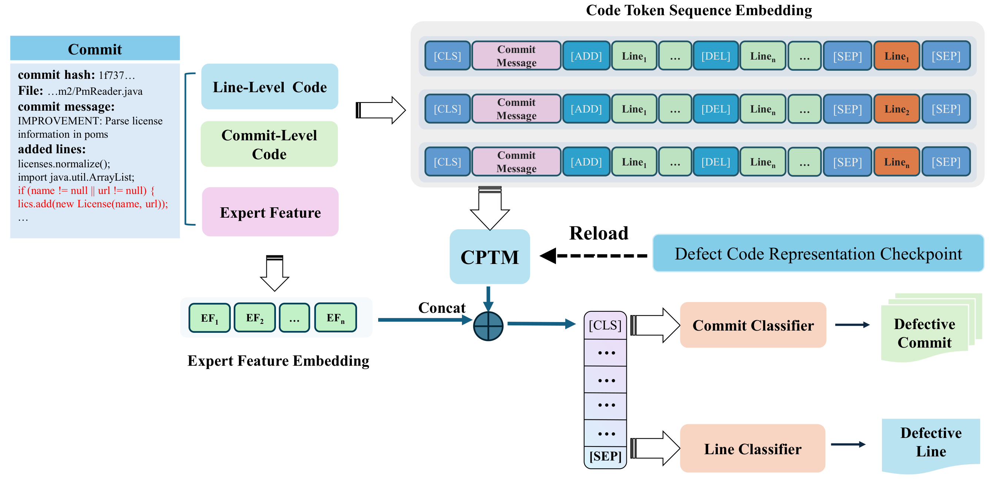 Code Token Sequence Embedding
Commit
commit hash: 1f737…
File: …m2/PmReader.java
commit message:
IMPROVEMENT: Parse license
information in poms
added lines:
licenses.normalize();
import java.util.ArrayList;
if (name != null || url != null) {
lics.add(new License(name, url));
…
Line-Level Code
Commit-Level
Code
Expert Feature
[CLS] Commit Message [ADD] Line1 … [DEL] Linen … [SEP] Line1 [SEP]
[CLS] Commit Message [ADD] Line1 … [DEL] Linen … [SEP] Line2 [SEP]
[CLS] Commit Message [ADD] Line1 … [DEL] Linen … [SEP] Linen [SEP]
CPTM
Reload
Defect Code Representation Checkpoint
EF1 EF2 … EFn
Expert Feature Embedding
Concat
[CLS]
…
…
…
…
[SEP]
Commit Classifier
Defective
Commit
Line Classifier
Defective
Line